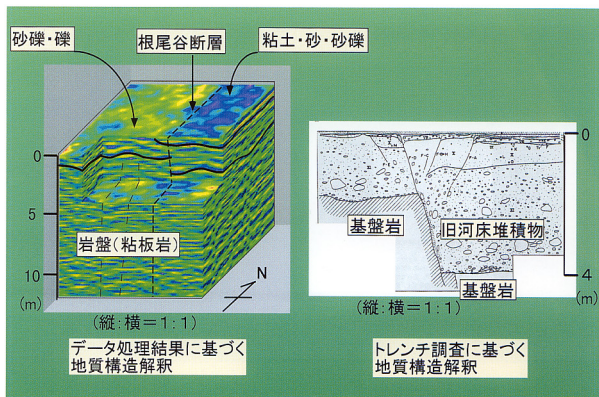 砂礫・礫
根尾谷断層
粘土・砂・砂礫
0
5
10
(m)
岩盤(粘板岩)
N
(縦:横=1:1)
データ処理結果に基づく
地質構造解釈
0
4
(m)
基盤岩
旧河床堆積物
基盤岩
(縦:横=1:1)
トレンチ調査に基づく
地質構造解釈